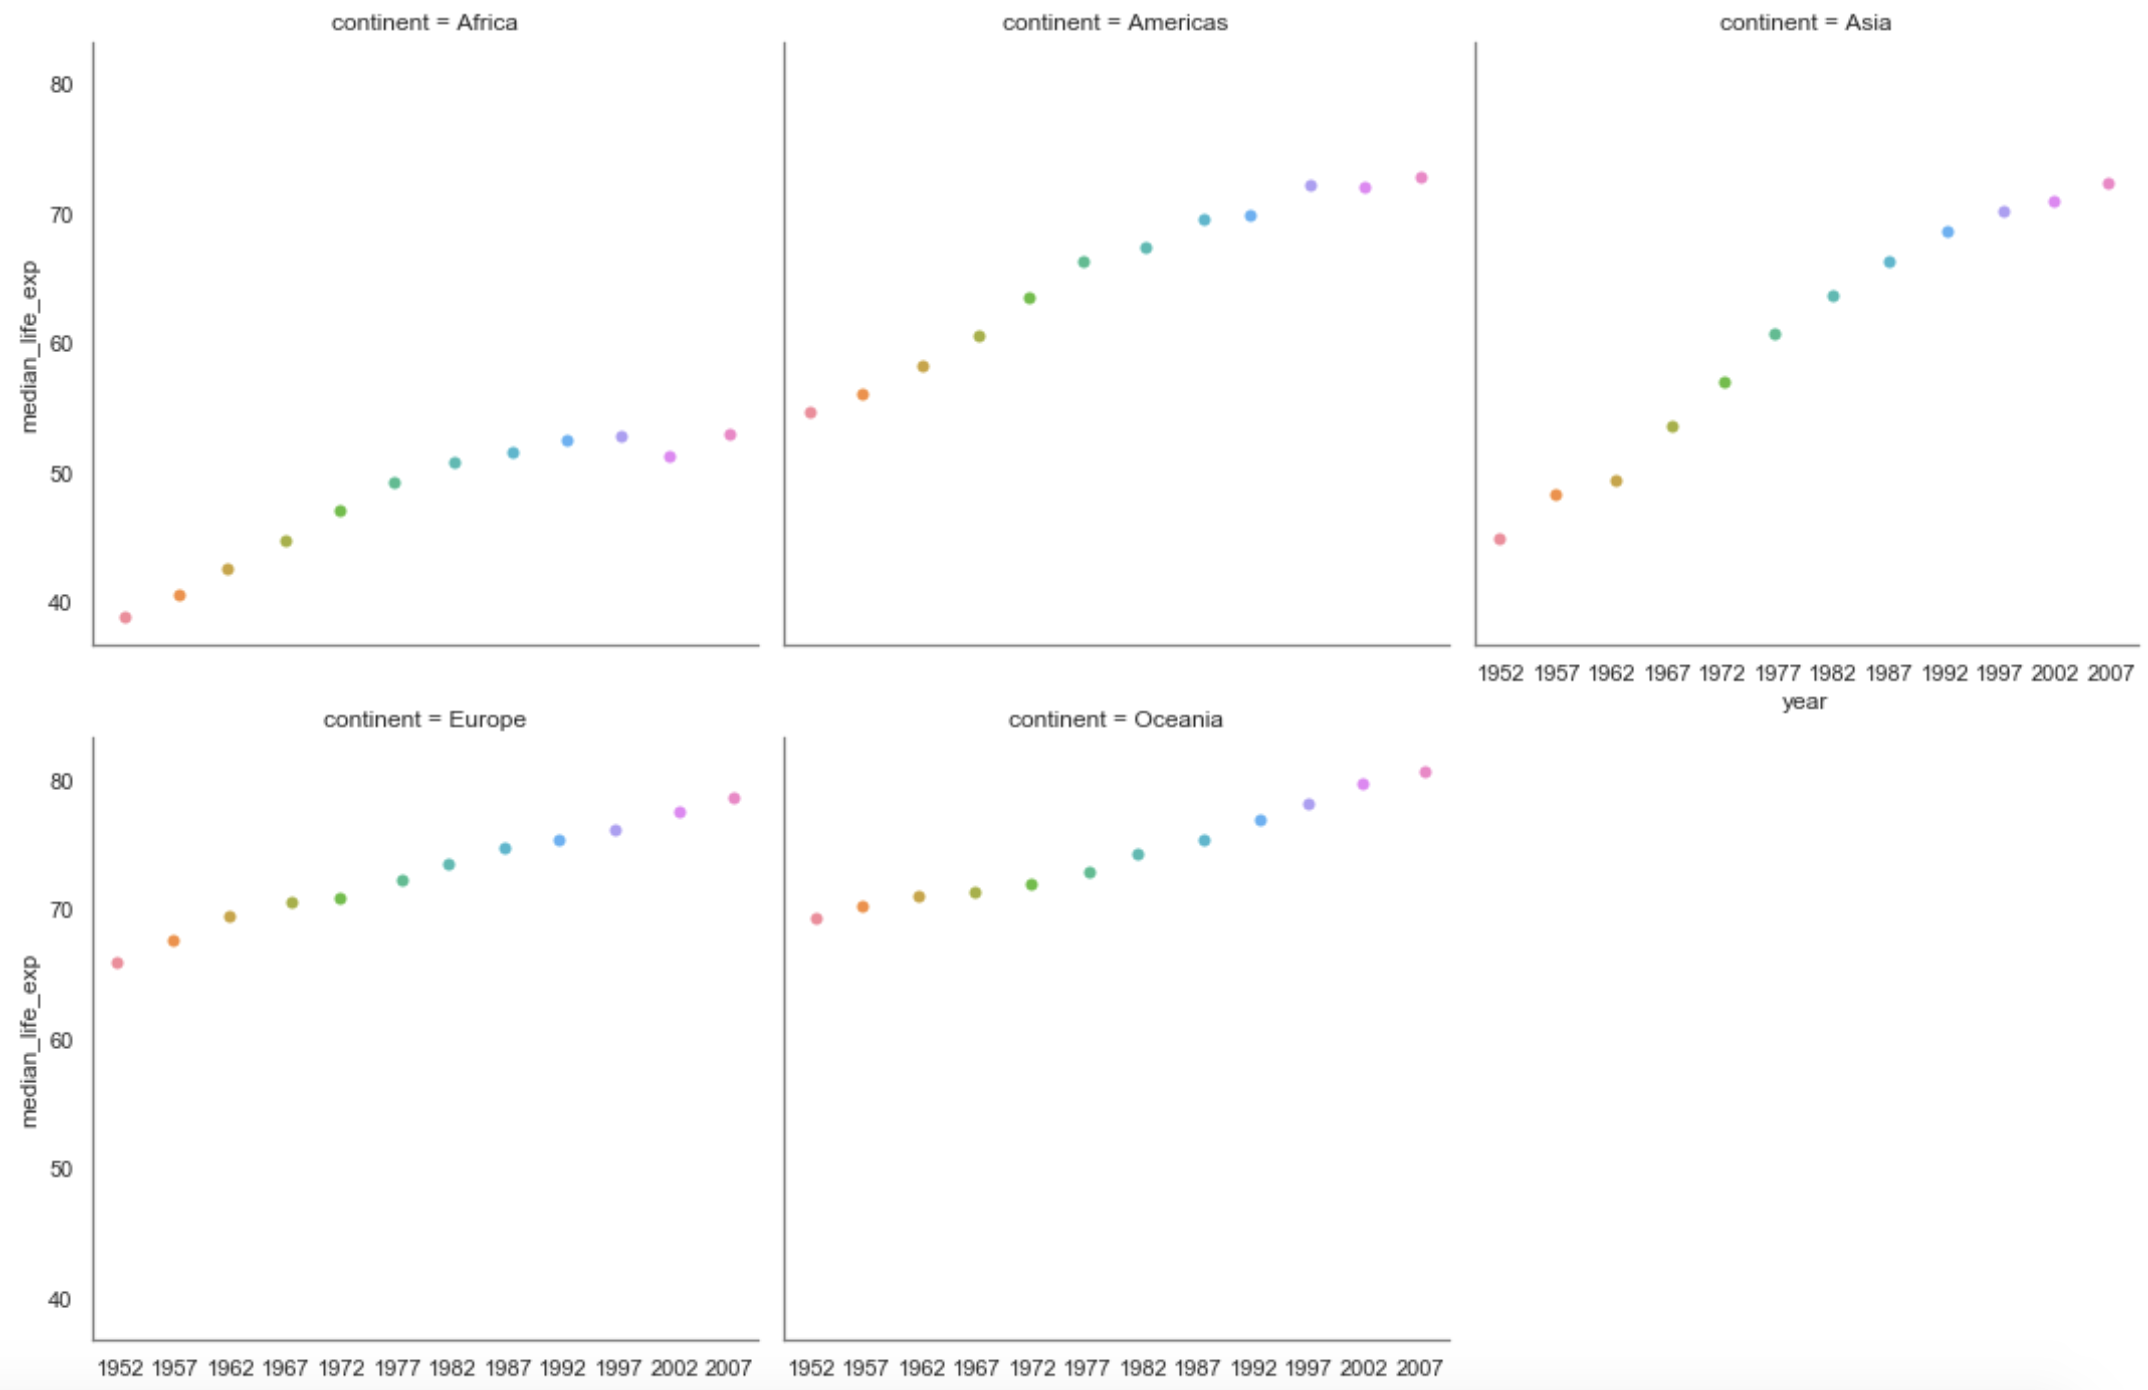 continent = Africa
continent = Americas
continent = Asia
80
70
60
50
40
median_life_exp
1952 1957 1962 1967 1972 1977 1982 1987 1992 1997 2002 2007
year
continent = Europe
continent = Oceania
80
70
60
50
40
median_life_exp
1952 1957 1962 1967 1972 1977 1982 1987 1992 1997 2002 2007
1952 1957 1962 1967 1972 1977 1982 1987 1992 1997 2002 2007